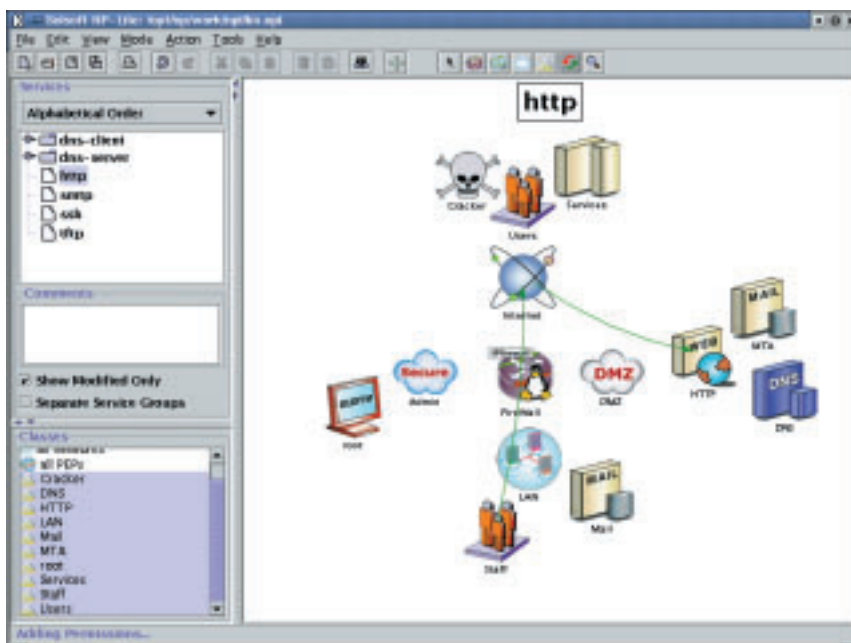 File Edit View Mode Action Tools Help
Services
Alphabetical Order
dns-client
dns-server
http
smtp
ssh
tftp
Comments
Show Modified Only
Separate Service Groups
Classes
all PEPs
Cracker
DNS
HTTP
LAN
Mail
MTA
root
Services
Staff
Users
Adding Permissions...
http
Cracker
Users
Services
Internet
MAIL
MTA
WEB
HTTP
DNS
DNS
Secure
Admin
FireWall
DMZ
DMZ
root
LAN
MAIL
Mail
Staff